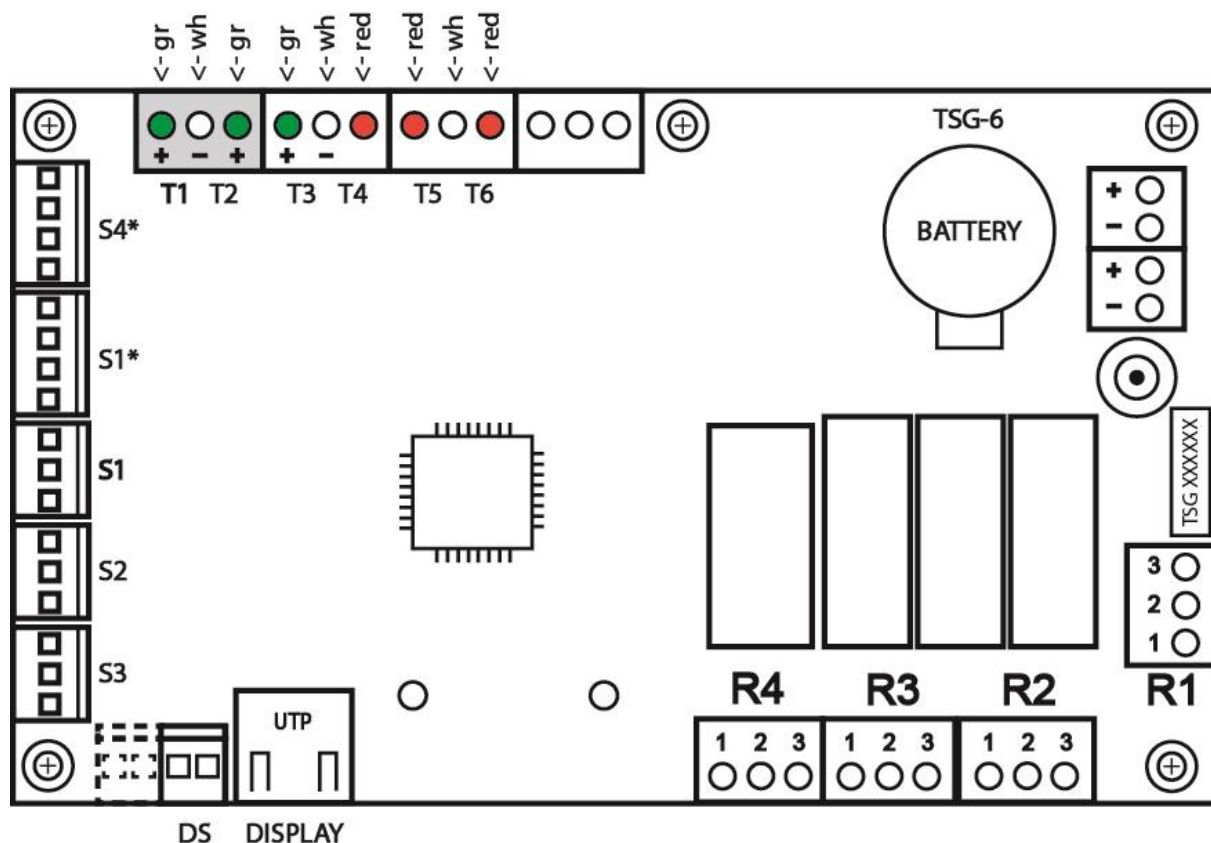 <- gr <- wh <- gr <- gr <- wh <- red <- red <- wh <- red
TSG-6
+ - + + -
T1 T2 T3 T4 T5 T6
S4*
BATTERY
+
-
+
-
S1*
S1
TSG XXXXXX
S2
3
2
1
S3
R4 R3 R2 R1
UTP
1 2 3 1 2 3 1 2 3
DS DISPLAY